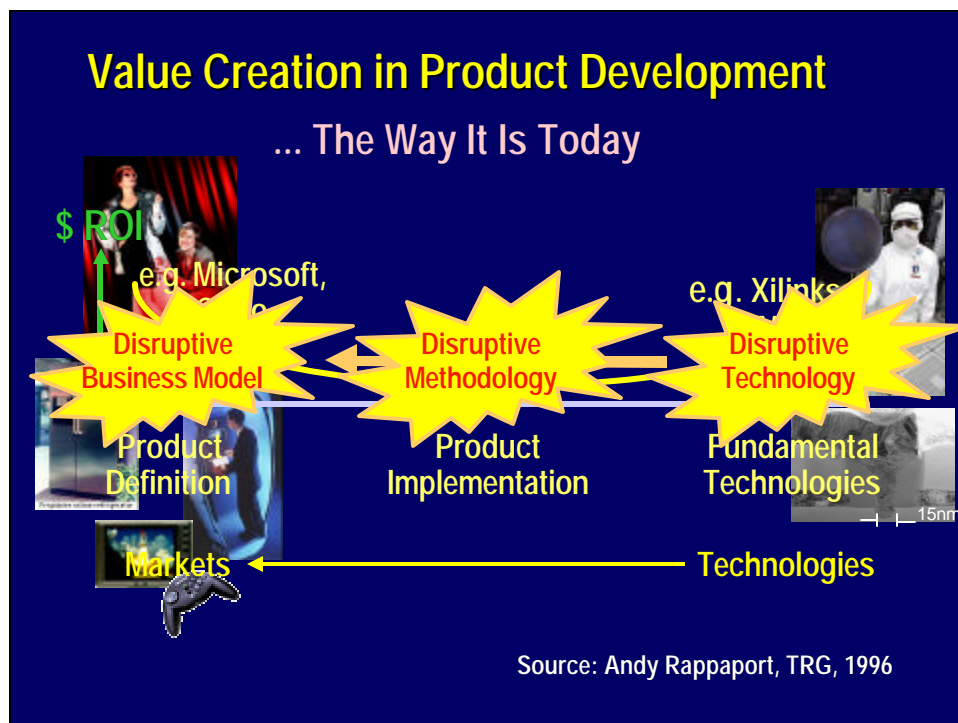 Value Creation in Product Development
... The Way It Is Today
$ ROI
e.g. Microsoft,
e.g. Xilinks
Disruptive
Business Model
Disruptive
Methodology
Disruptive
Technology
Product
Definition
Product
Implementation
Fundamental
Technologies
15nm
Markets
Technologies
Source: Andy Rappaport, TRG, 1996